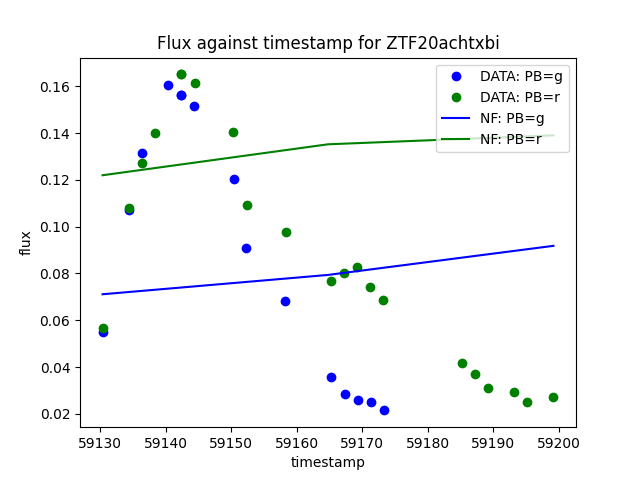 Flux against timestamp for ZTF20achtxbi
DATA: PB=g
DATA: PB=r
NF: PB=g
NF: PB=r
0.16
0.14
0.12
0.10
0.08
0.06
0.04
0.02
flux
59130 59140 59150 59160 59170 59180 59190 59200
timestamp